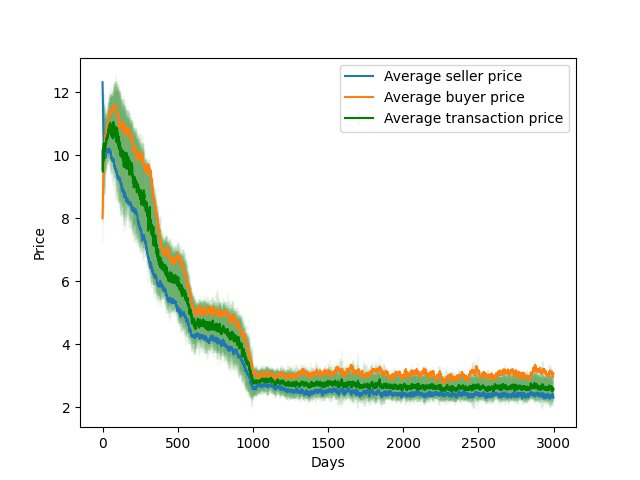 Average seller price
Average buyer price
Average transaction price
12
10
8
6
4
2
Price
0
500
1000
1500
2000
2500
3000
Days